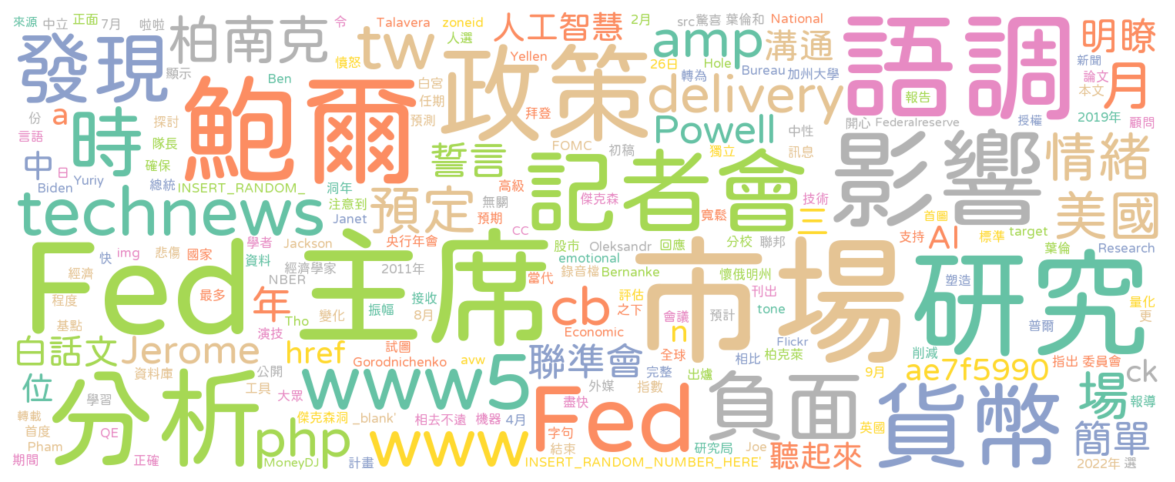 來源 中立 正面 7月 啦啦 Talavera zoneid 人工智慧 2月 src 驚喜 葉倫和 National
發現 柏南克 tw 人選 令 amp 溝通 明瞭
憤怒 Yellen 26日 Hole 轉為 Bureau 加州大學 新聞
顯示 Ben 白宮 政策 delivery 語調 論文 月
鮑爾 任期 拜登 報告 本文
份 a 時 探討 預測 Powell 中性 開心 Federalreserve 授權 2019年 顧問
言語 隊長 FOMC 初稿 獨立 訊息
中 日 確保 誓言 記者會 影響 情緒
Biden Yuriy 總統 INSERT_RANDOM_ 洞年 高級 傑克森 技術
technews 注意到 預定 無關 寬鬆 三 首圖 美國
Janet 預期 CC 支持 標準 target
快 img 悲傷 國家 學者 Jackson 央行年會 股市 Oleksandr 回應 分校 聯邦 AI 葉倫 Research
Fed 主席 資料 經濟學家 2011年 emotional 市場 懷俄明州 研究
經濟 NBER 錄音檔 Bernanke 塑造
程度 最多 年 振幅 接收 當代 cb 評估 刊出 量化
基點 Tho 變化 8月 之下 會議 預計 tone 普爾 更
白話文 Jerome 演技 試圖 Economic n Flickr 削減
資料庫 href Gorodnichenko avw 聯準會 全球 相比 柏克萊 指出 委員會
位 公開 完整 出爐 9月 ae7f5990 ck
工具 www5 外媒 指數 場 報導
轉載 學習 大眾 盡快 負面 貨幣
首度 分析 傑克森洞 _blank' 相去不遠 機器 4月 Fed 英國 簡單
Pham QE php www 字句 研究局 Joe
期間 正確 MoneyDJ 計畫 結束 INSERT_RANDOM_NUMBER_HERE' 聽起來 2022年 選